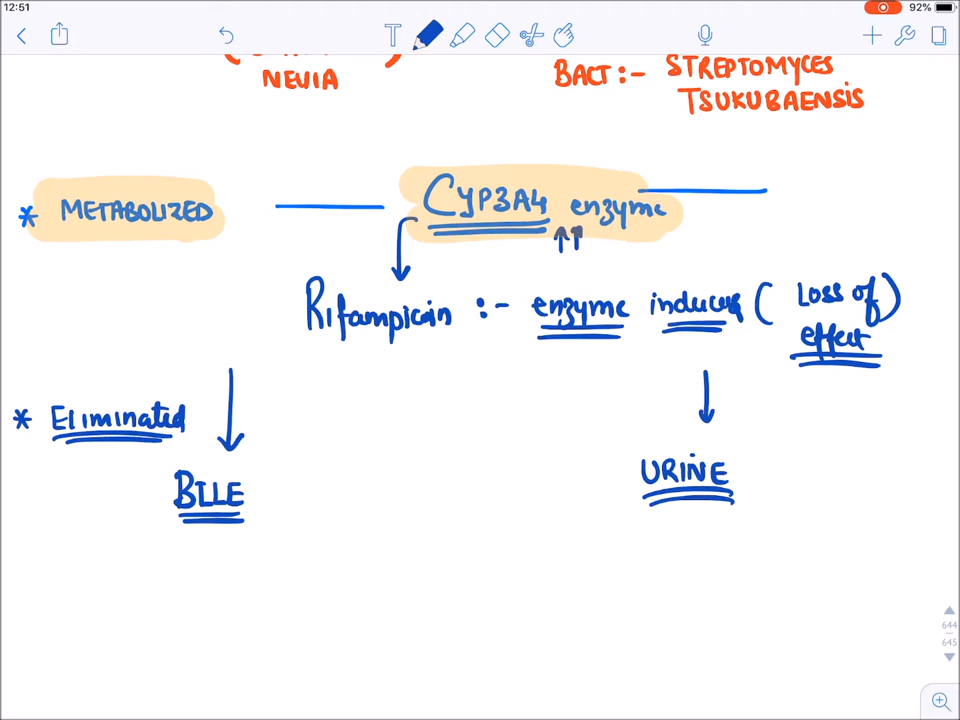 12:51
92%
T
NEVIA
BACT :- STREPTOMYCES
TSUKUBAENSIS
* METABOLIZED CYP3A4 enzyme
Rifampicin :- enzyme inducer ( Loss of )
effect
* Eliminated
BILE
URINE
644
645